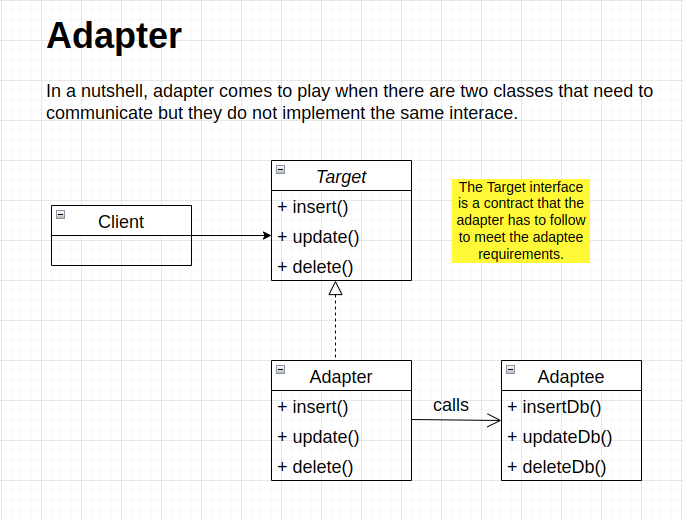 Adapter
In a nutshell, adapter comes to play when there are two classes that need to
communicate but they do not implement the same interace.
Target
+ insert()
+ update()
+ delete()
The Target interface
is a contract that the
adapter has to follow
to meet the adaptee
requirements.
Client
Adapter
+ insert()
+ update()
+ delete()
calls
Adaptee
+ insertDb()
+ updateDb()
+ deleteDb()